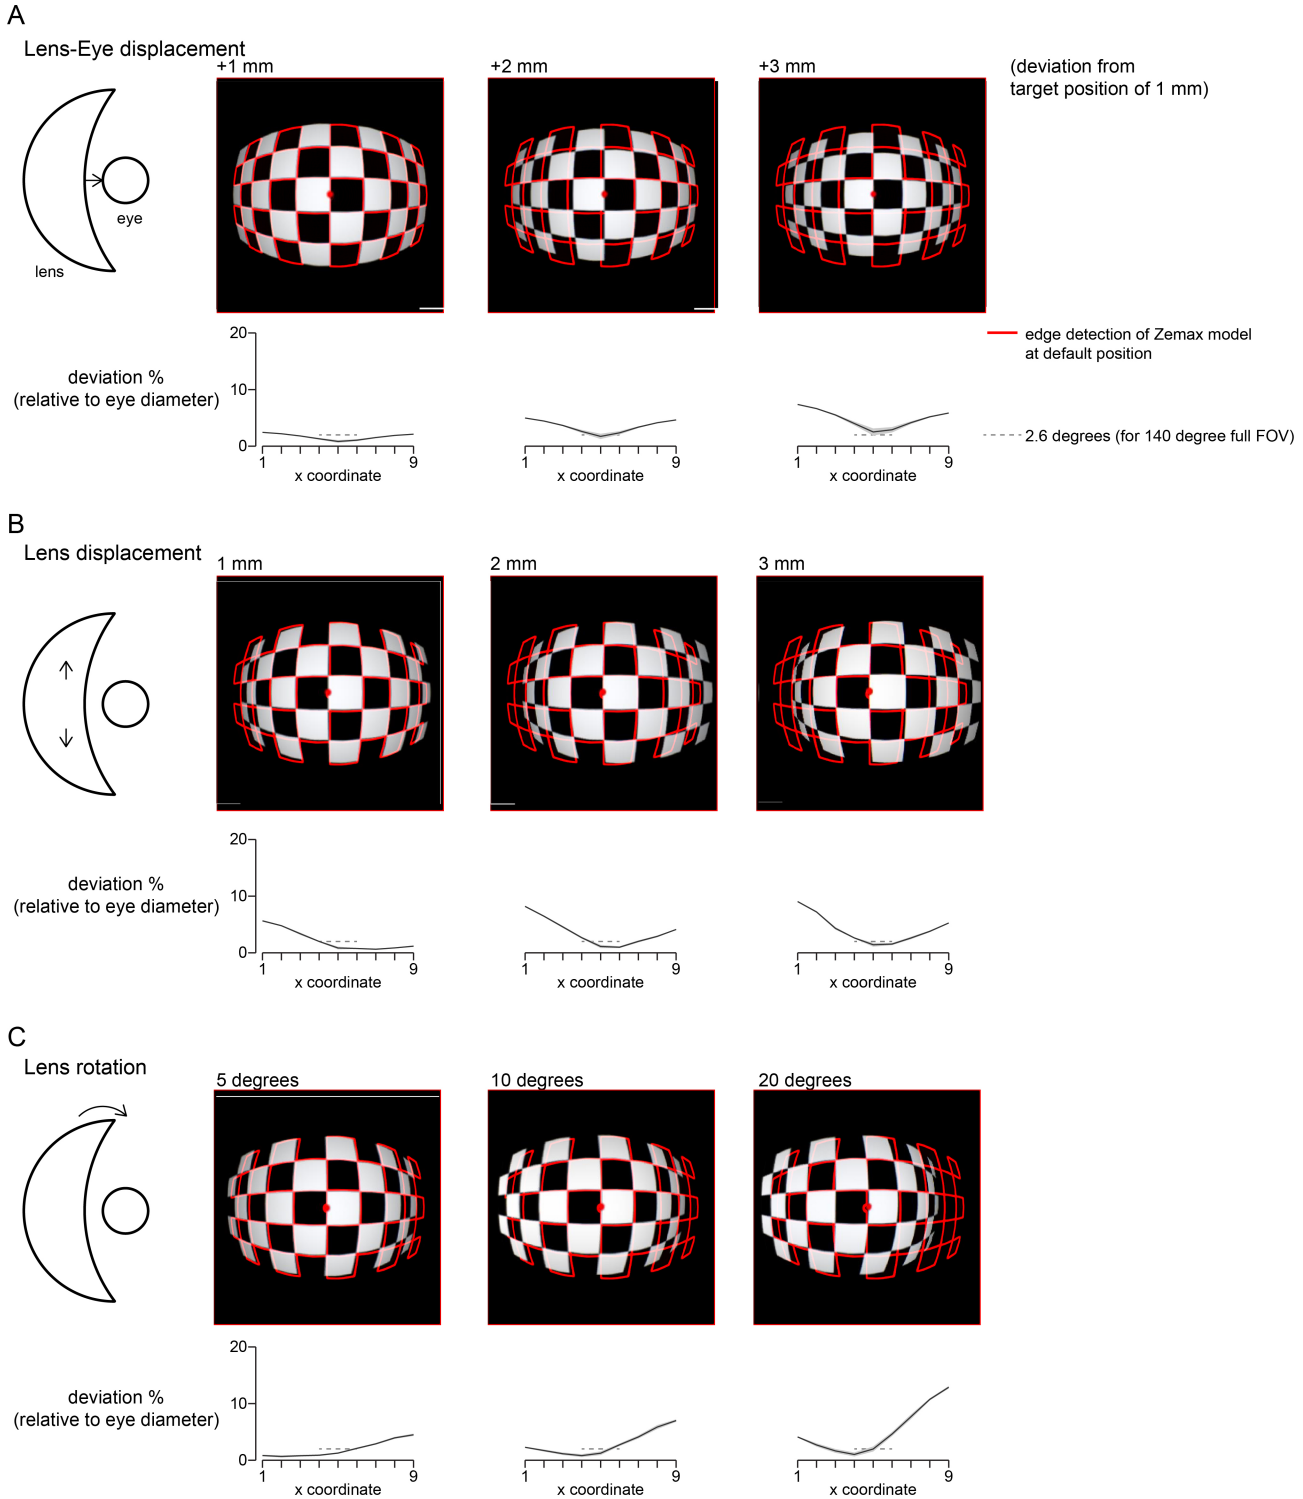 A
Lens-Eye displacement
+1 mm
+2 mm
+3 mm
(deviation from
target position of 1 mm)
eye
lens
20
10
0
deviation %
(relative to eye diameter)
edge detection of Zemax model
at default position
2.6 degrees (for 140 degree full FOV)
1
9
1
9
1
9
x coordinate
x coordinate
x coordinate
B
Lens displacement
1 mm
2 mm
3 mm
20
10
0
deviation %
(relative to eye diameter)
1
9
1
9
1
9
x coordinate
x coordinate
x coordinate
C
Lens rotation
5 degrees
10 degrees
20 degrees
20
10
0
deviation %
(relative to eye diameter)
1
9
1
9
1
9
x coordinate
x coordinate
x coordinate